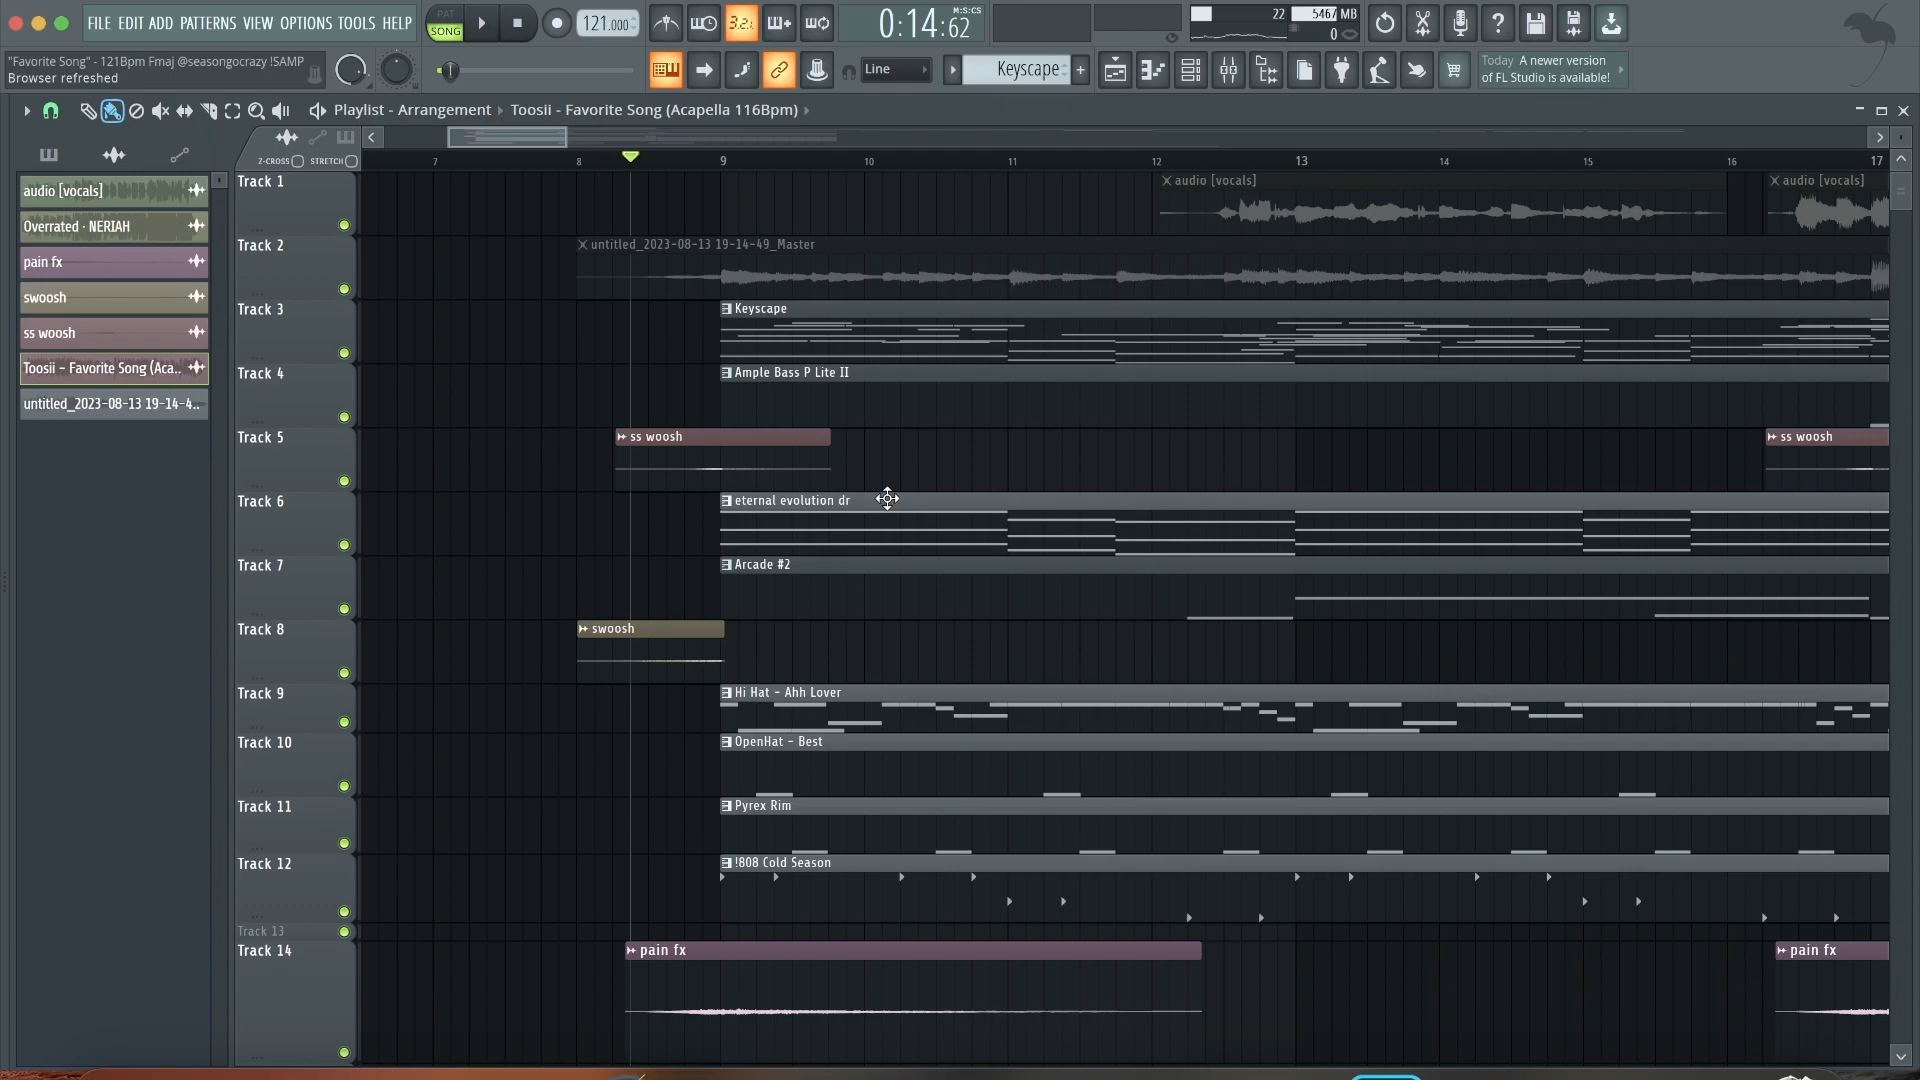 FILE EDIT ADD PATTERNS VIEW OPTIONS TOOLS HELP
PAT
SONG
121.000
3.2.
0:14:62
M:S:CS
22
5467 MB
0
"Favorite Song" - 121Bpm Fmaj @seasongocrazy !SAMP
Browser refreshed
Line
Keyscape
Today A newer version
of FL Studio is available!
Playlist - Arrangement › Toosii - Favorite Song (Acapella 116Bpm) ›
Z-CROSS STRETCH
7 8 9 10 11 12 13 14 15 16 17
audio [vocals]
Overrated · NERIAH
pain fx
swoosh
ss woosh
Toosii - Favorite Song (Aca..
untitled_2023-08-13 19-14-4..
Track 1
audio [vocals]
audio [vocals]
Track 2
untitled_2023-08-13 19-14-49_Master
Track 3
Keyscape
Track 4
Ample Bass P Lite II
Track 5
ss woosh
ss woosh
Track 6
eternal evolution dr
Track 7
Arcade #2
Track 8
swoosh
Track 9
Hi Hat - Ahh Lover
Track 10
OpenHat - Best
Track 11
Pyrex Rim
Track 12
!808 Cold Season
Track 13
Track 14
pain fx
pain fx